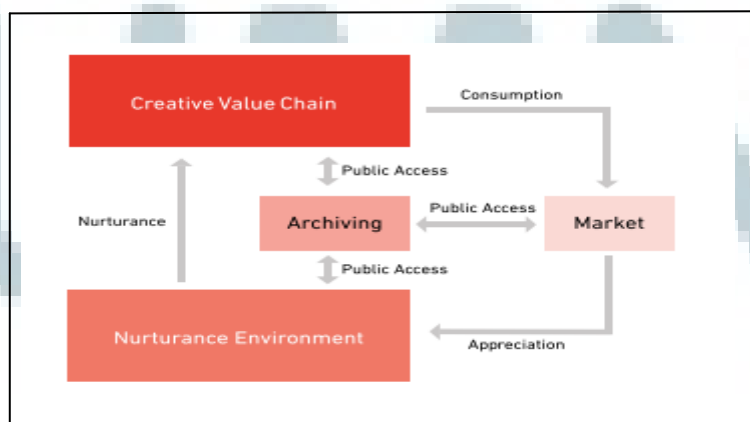 Creative Value Chain
Consumption
Public Access
Nurturance
Archiving
Public Access
Market
Public Access
Nurturance Environment
Appreciation